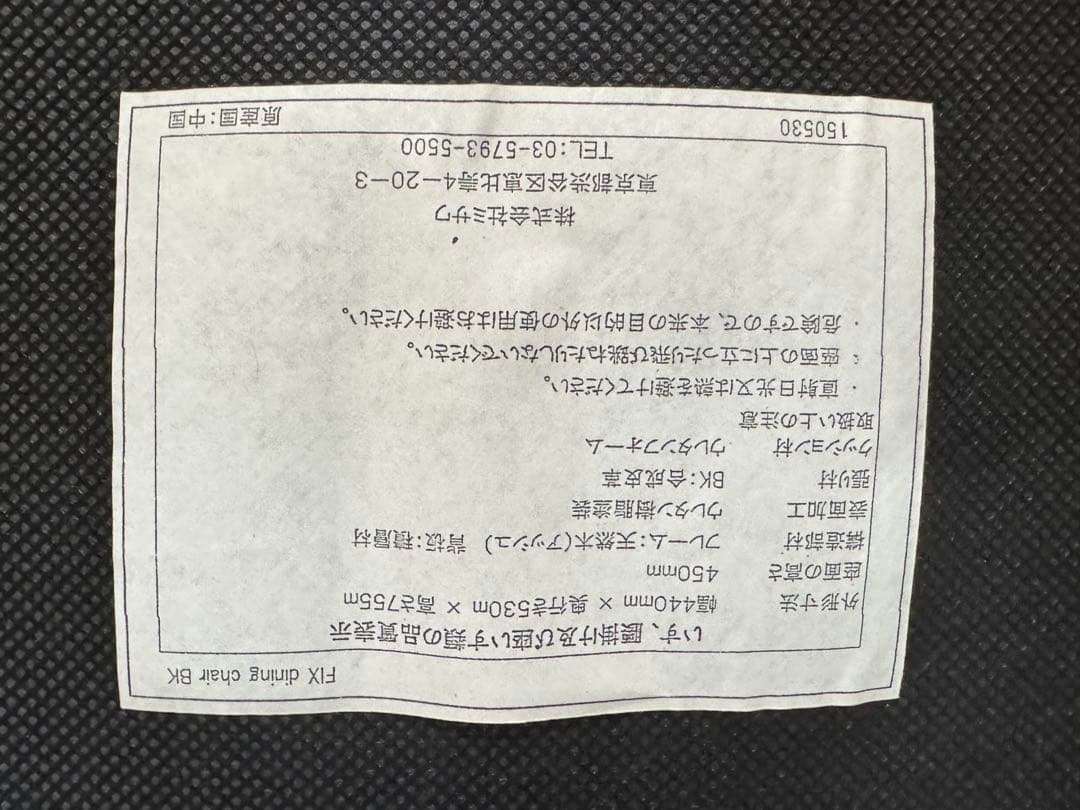 FIX dining chair BK
いす、腰掛け及び座いす類の品質表示
外形寸法 幅440mm × 奥行き530m × 高さ755m
座面の高さ 450mm
構造部材 フレーム:天然木(アッシュ) 背板:積層材
表面加工 ウレタン樹脂塗装
張り材 BK:合成皮革
クッション材 ウレタンフォーム
取扱い上の注意
・ 直射日光又は熱を避けてください。
・ 座面の上に立ったり飛び跳ねたりしないでください。
・ 危険ですので、本来の目的以外の使用はお避けください。
株式会社ミサワ
東京都渋谷区恵比寿4－20－3
TEL:03-5793-5500
150530 原産国:中国